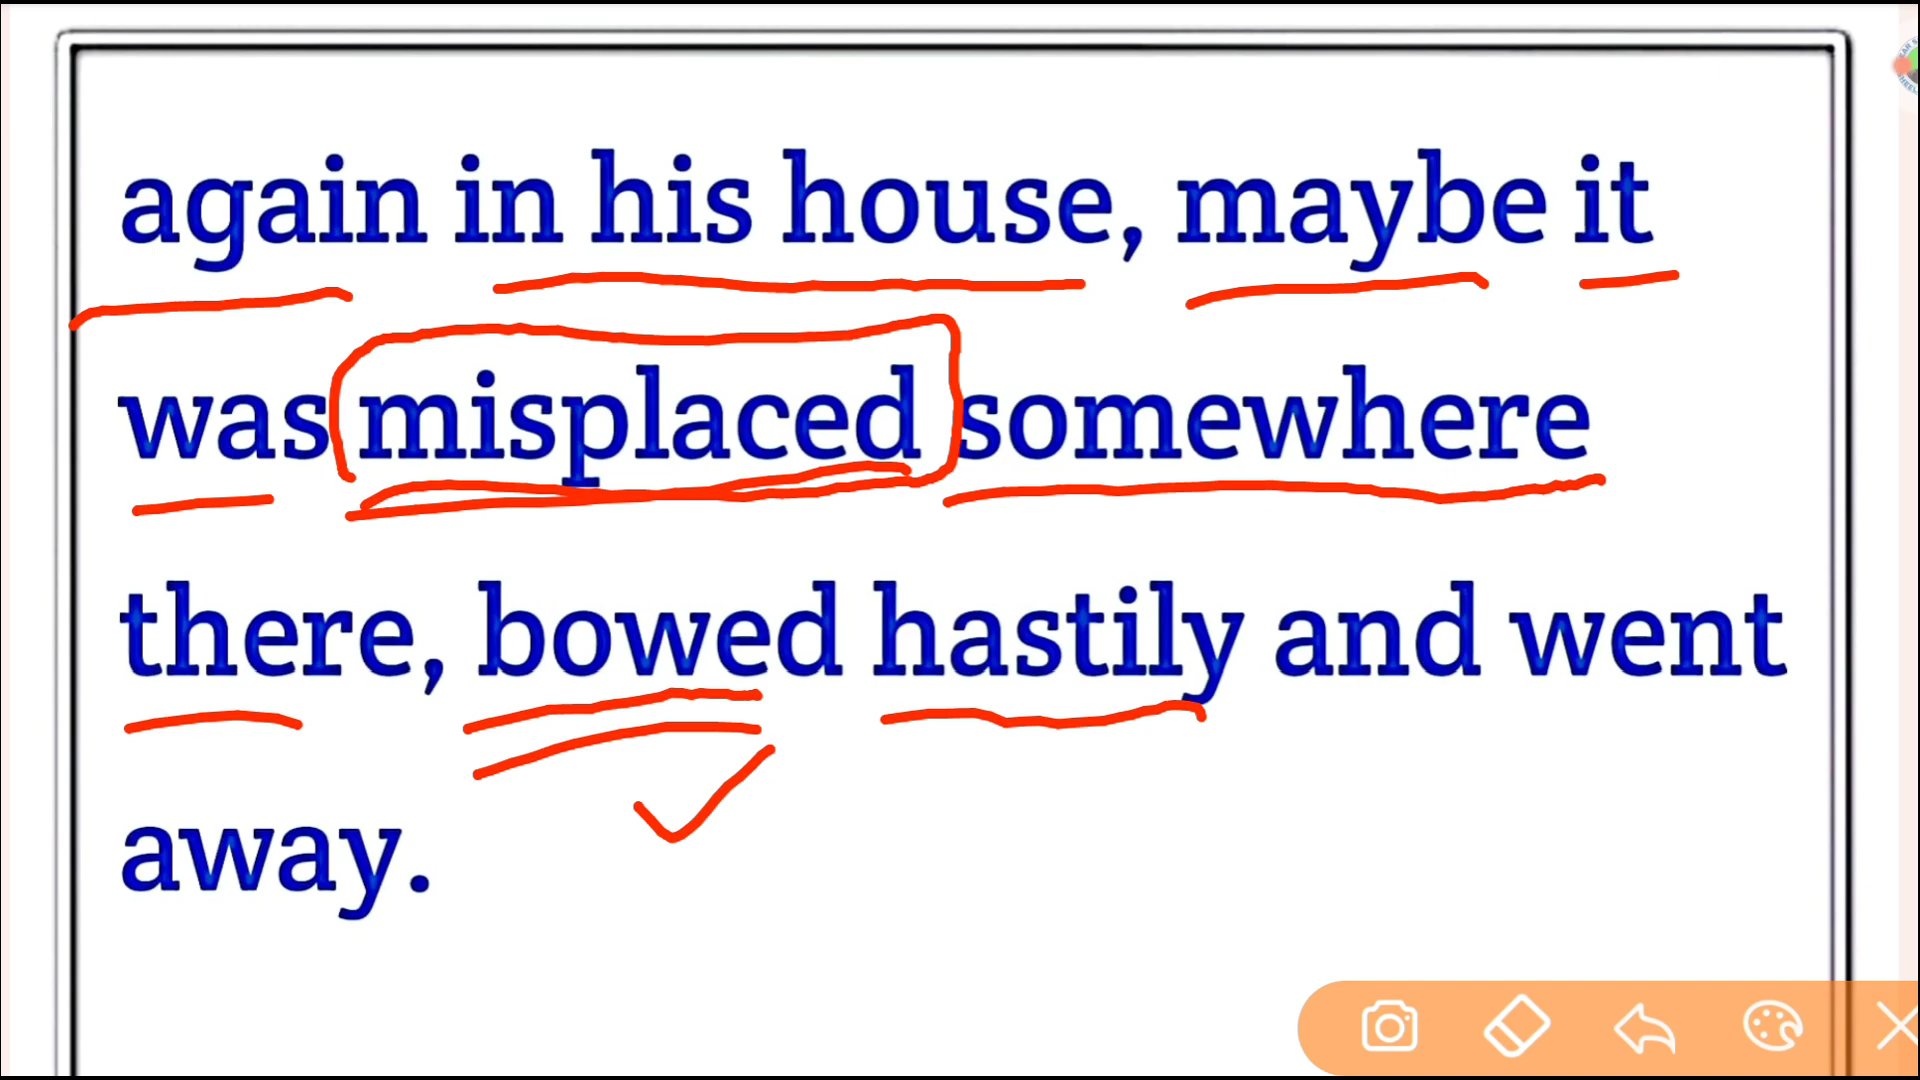 again in his house, maybe it
was misplaced somewhere
there, bowed hastily and went
away.